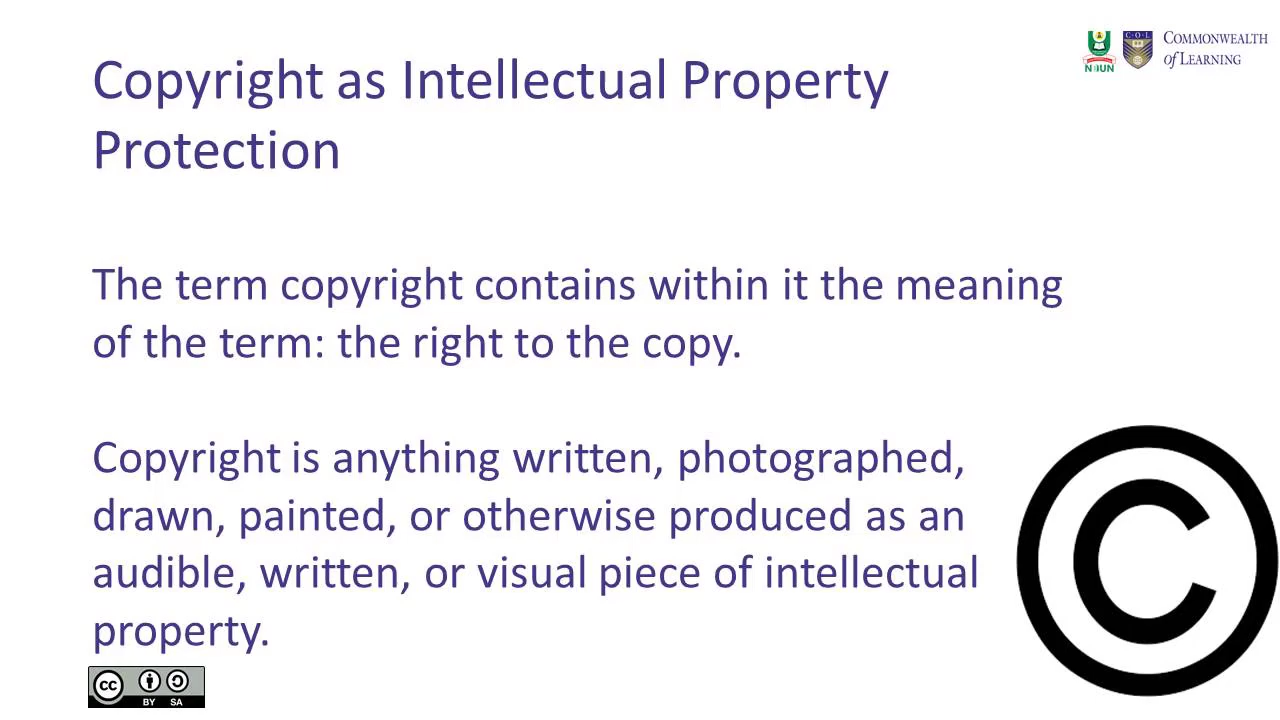 Copyright as Intellectual Property
Protection
C·O·L
COMMONWEALTH
of LEARNING
NOUN
The term copyright contains within it the meaning
of the term: the right to the copy.
Copyright is anything written, photographed,
drawn, painted, or otherwise produced as an
audible, written, or visual piece of intellectual
property.
C
cc
BY SA